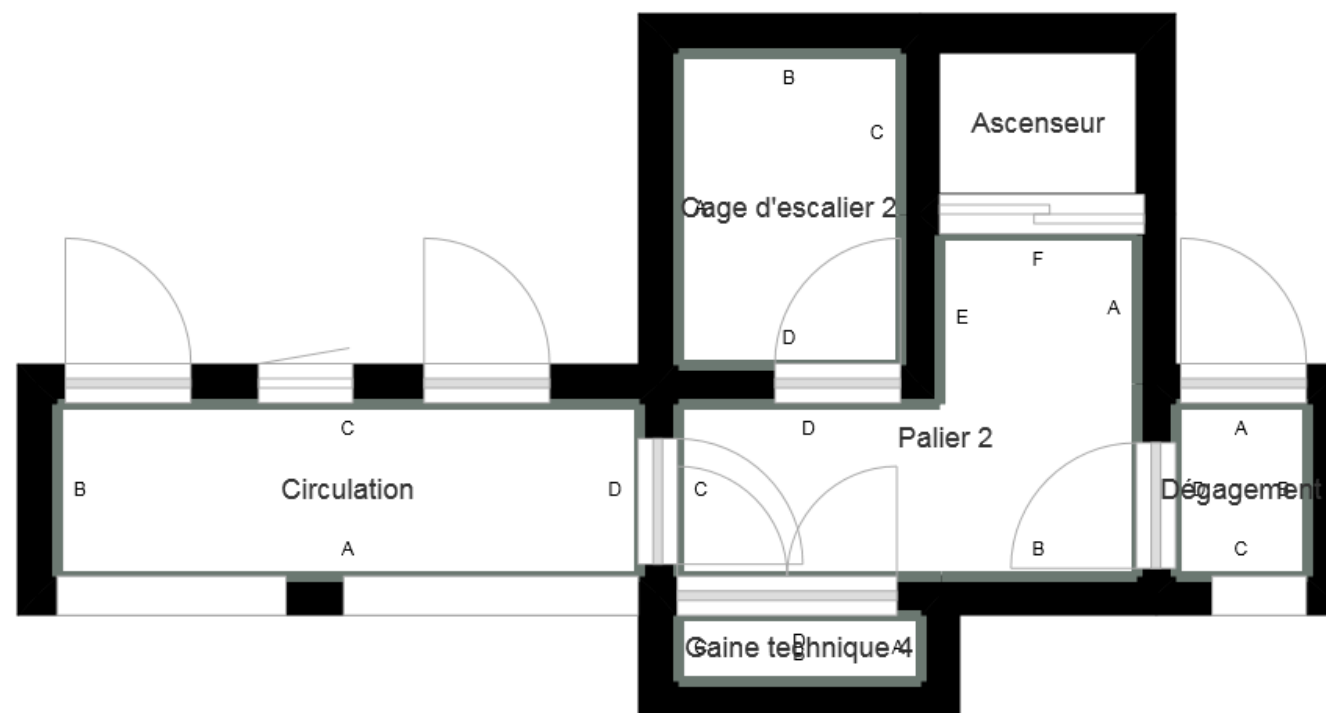 B
Ascenseur
C
Cage d'escalier 2
A
F
E
A
D
C
D
Palier 2
A
B
Circulation
D
C
Dégagement
D
B
A
B
C
Gaine technique 4
C
D
B
A